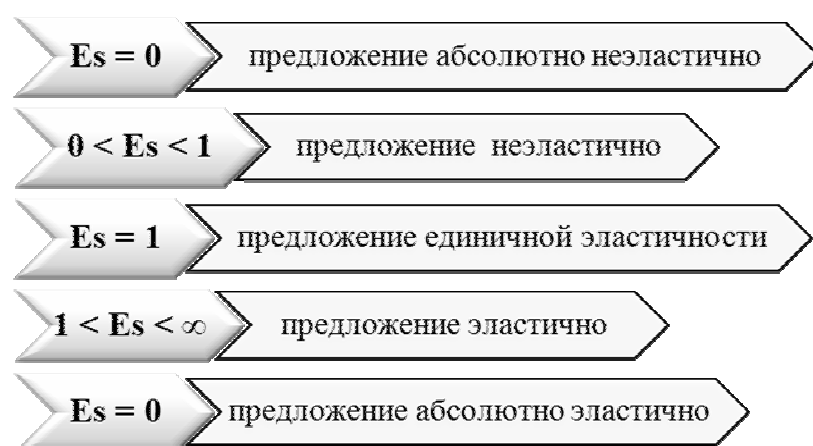 Es = 0 предложение абсолютно неэластично
0 < Es < 1 предложение неэластично
Es = 1 предложение единичной эластичности
1 < Es < ∞ предложение эластично
Es = 0 предложение абсолютно эластично